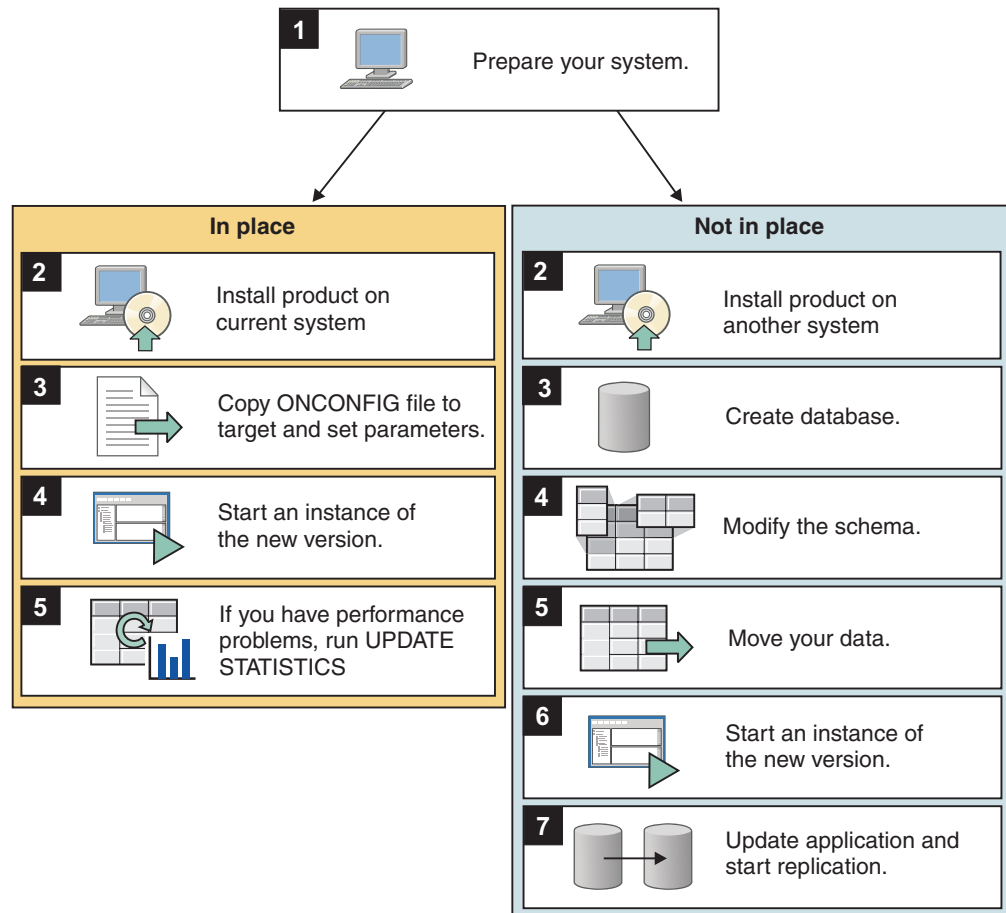 1
Prepare your system.
In place
2
Install product on
current system
3
Copy ONCONFIG file to
target and set parameters.
4
Start an instance of
the new version.
5
If you have performance
problems, run UPDATE
STATISTICS
Not in place
2
Install product on
another system
3
Create database.
4
Modify the schema.
5
Move your data.
6
Start an instance of
the new version.
7
Update application and
start replication.